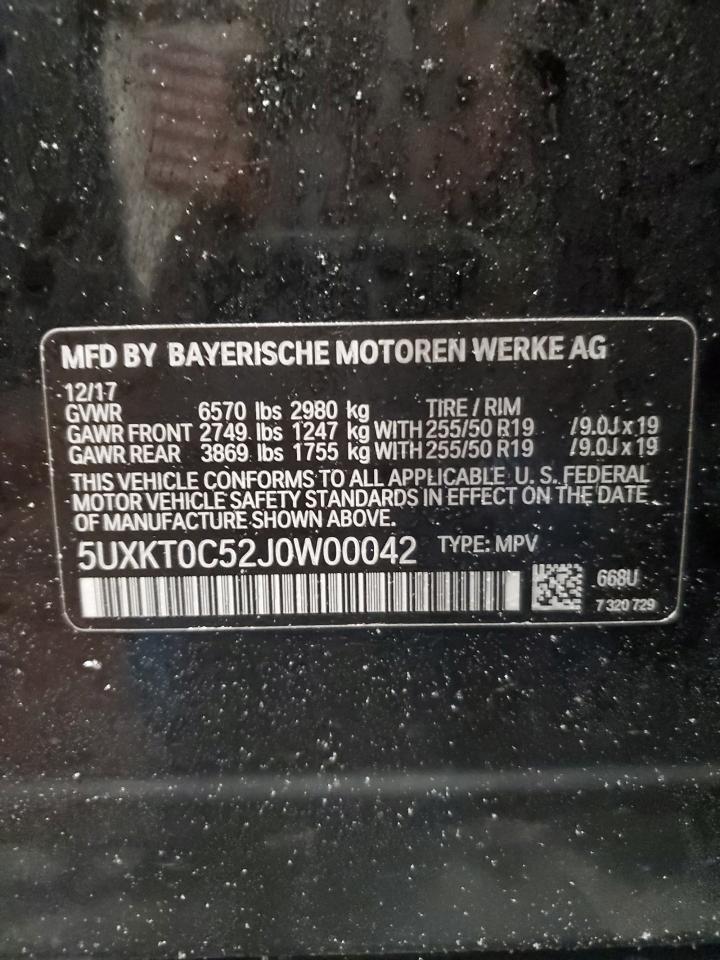 MFD BY BAYERISCHE MOTOREN WERKE AG
12/17
GVWR 6570 lbs 2980 kg TIRE / RIM
GAWR FRONT 2749 lbs 1247 kg WITH 255/50 R19 /9.0J x 19
GAWR REAR 3869 lbs 1755 kg WITH 255/50 R19 /9.0J x 19
THIS VEHICLE CONFORMS TO ALL APPLICABLE U. S. FEDERAL
MOTOR VEHICLE SAFETY STANDARDS IN EFFECT ON THE DATE
OF MANUFACTURE SHOWN ABOVE.
5UXKT0C52J0W00042 TYPE: MPV
668U
7 320 729